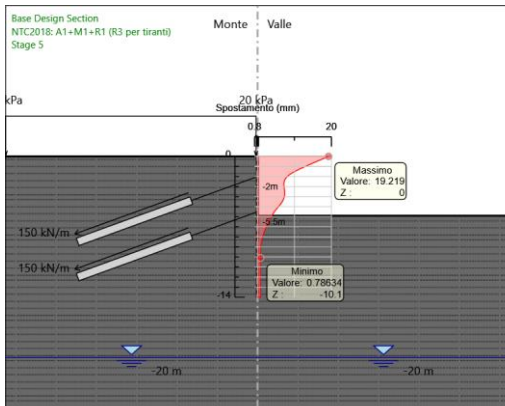 Base Design Section
NTC2018: A1+M1+R1 (R3 per tiranti)
Stage 5
Monte
Valle
kPa
20 kPa
Spostamento (mm)
0.8
20
0
Massimo
Valore: 19.219
Z : 0
-2m
-5.5m
150 kN/m
150 kN/m
Minimo
Valore: 0.78634
Z : -10.1
-14
-20 m
-20 m